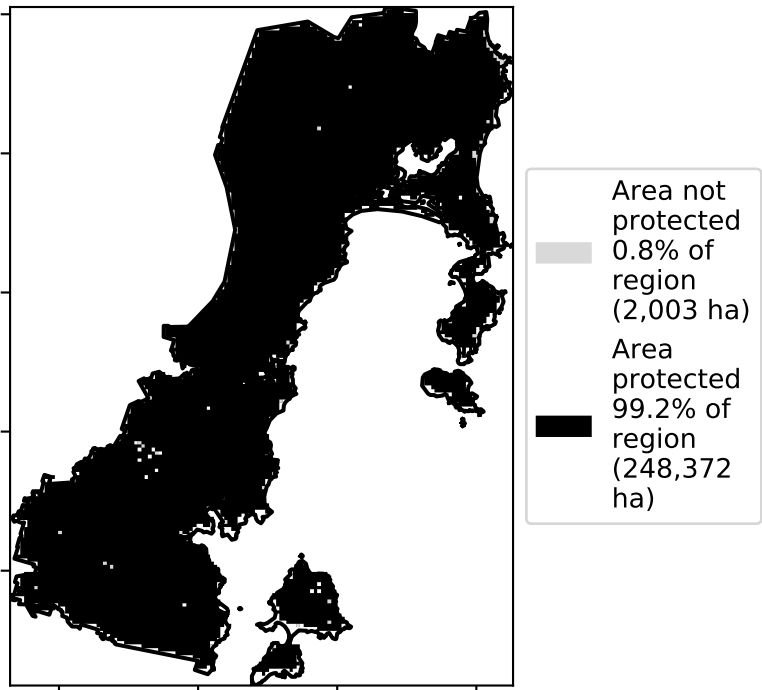 Area not
protected
0.8% of
region
(2,003 ha)
Area
protected
99.2% of
region
(248,372
ha)